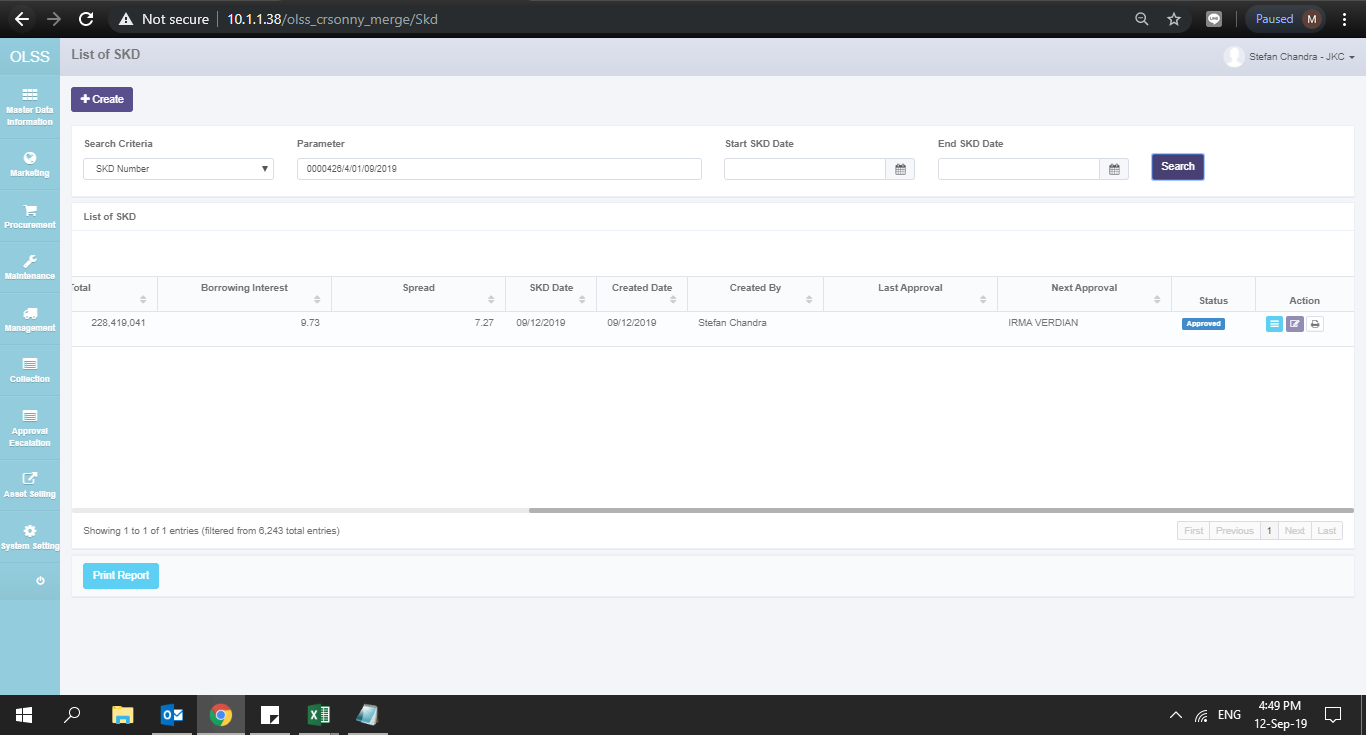 Not secure
10.1.1.38/olss_crsonny_merge/Skd
Paused
M
OLSS
List of SKD
Stefan Chandra - JKC
Master Data
Information
Marketing
Procurement
Maintenance
Management
Collection
Approval
Escalation
Asset Selling
System Setting
Create
Search Criteria
Parameter
Start SKD Date
End SKD Date
SKD Number
0000426/4/01/09/2019
Search
List of SKD
Total
Borrowing Interest
Spread
SKD Date
Created Date
Created By
Last Approval
Next Approval
Status
Action
228,419,041
9.73
7.27
09/12/2019
09/12/2019
Stefan Chandra
IRMA VERDIAN
Approved
Showing 1 to 1 of 1 entries (filtered from 6,243 total entries)
First
Previous
1
Next
Last
Print Report
ENG
4:49 PM
12-Sep-19